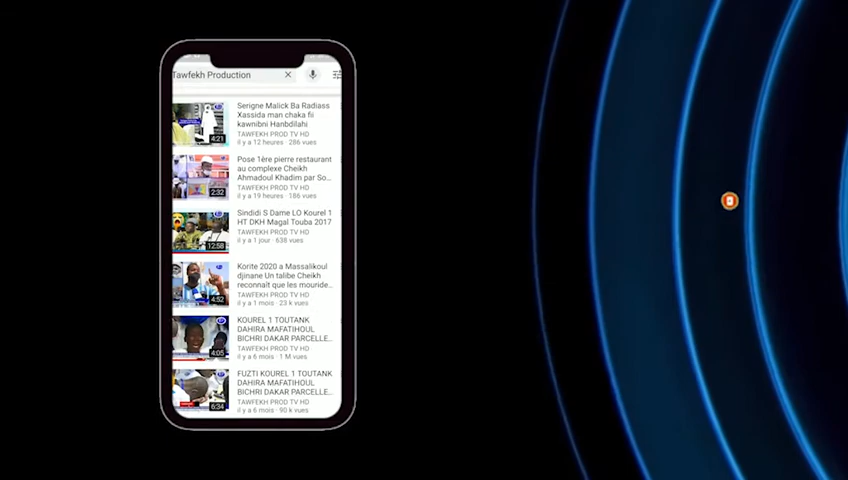 Tawfekh Production
Serigne Malick Ba Radiass
Xassida man chaka fii
kawnibni Hanbdilahi
TAWFEKH PROD TV HD
il y a 12 heures · 286 vues
4:21
Pose 1ère pierre restaurant
au complexe Cheikh
Ahmadoul Khadim par So...
TAWFEKH PROD TV HD
il y a 19 heures · 186 vues
2:32
Sindidi S Dame LO Kourel 1
HT DKH Magal Touba 2017
TAWFEKH PROD TV HD
il y a 1 jour · 638 vues
12:58
Korite 2020 a Massalikoul
djinane Un talibe Cheikh
reconnaît que les mouride...
TAWFEKH PROD TV HD
il y a 1 mois · 23 k vues
4:52
KOUREL 1 TOUTANK
DAHIRA MAFATIHOUL
BICHRI DAKAR PARCELLE...
TAWFEKH PROD TV HD
il y a 6 mois · 1 M vues
4:05
FUZTI KOUREL 1 TOUTANK
DAHIRA MAFATIHOUL
BICHRI DAKAR PARCELLE...
TAWFEKH PROD TV HD
il y a 6 mois · 90 k vues
6:34